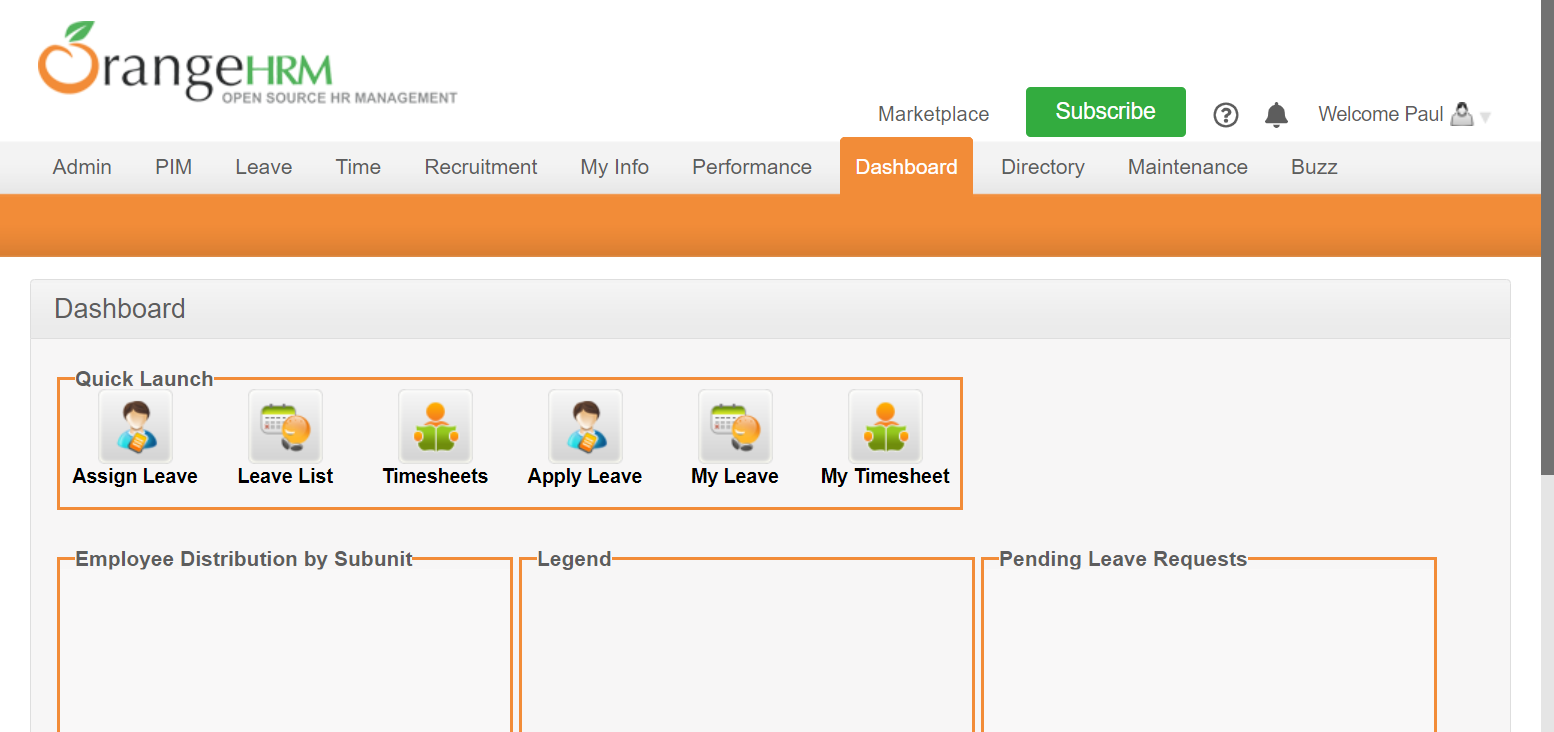 OrangeHRM
OPEN SOURCE HR MANAGEMENT
Marketplace Subscribe ? Welcome Paul
Admin PIM Leave Time Recruitment My Info Performance Dashboard Directory Maintenance Buzz
Dashboard
Quick Launch
Assign Leave Leave List Timesheets Apply Leave My Leave My Timesheet
Employee Distribution by Subunit Legend Pending Leave Requests